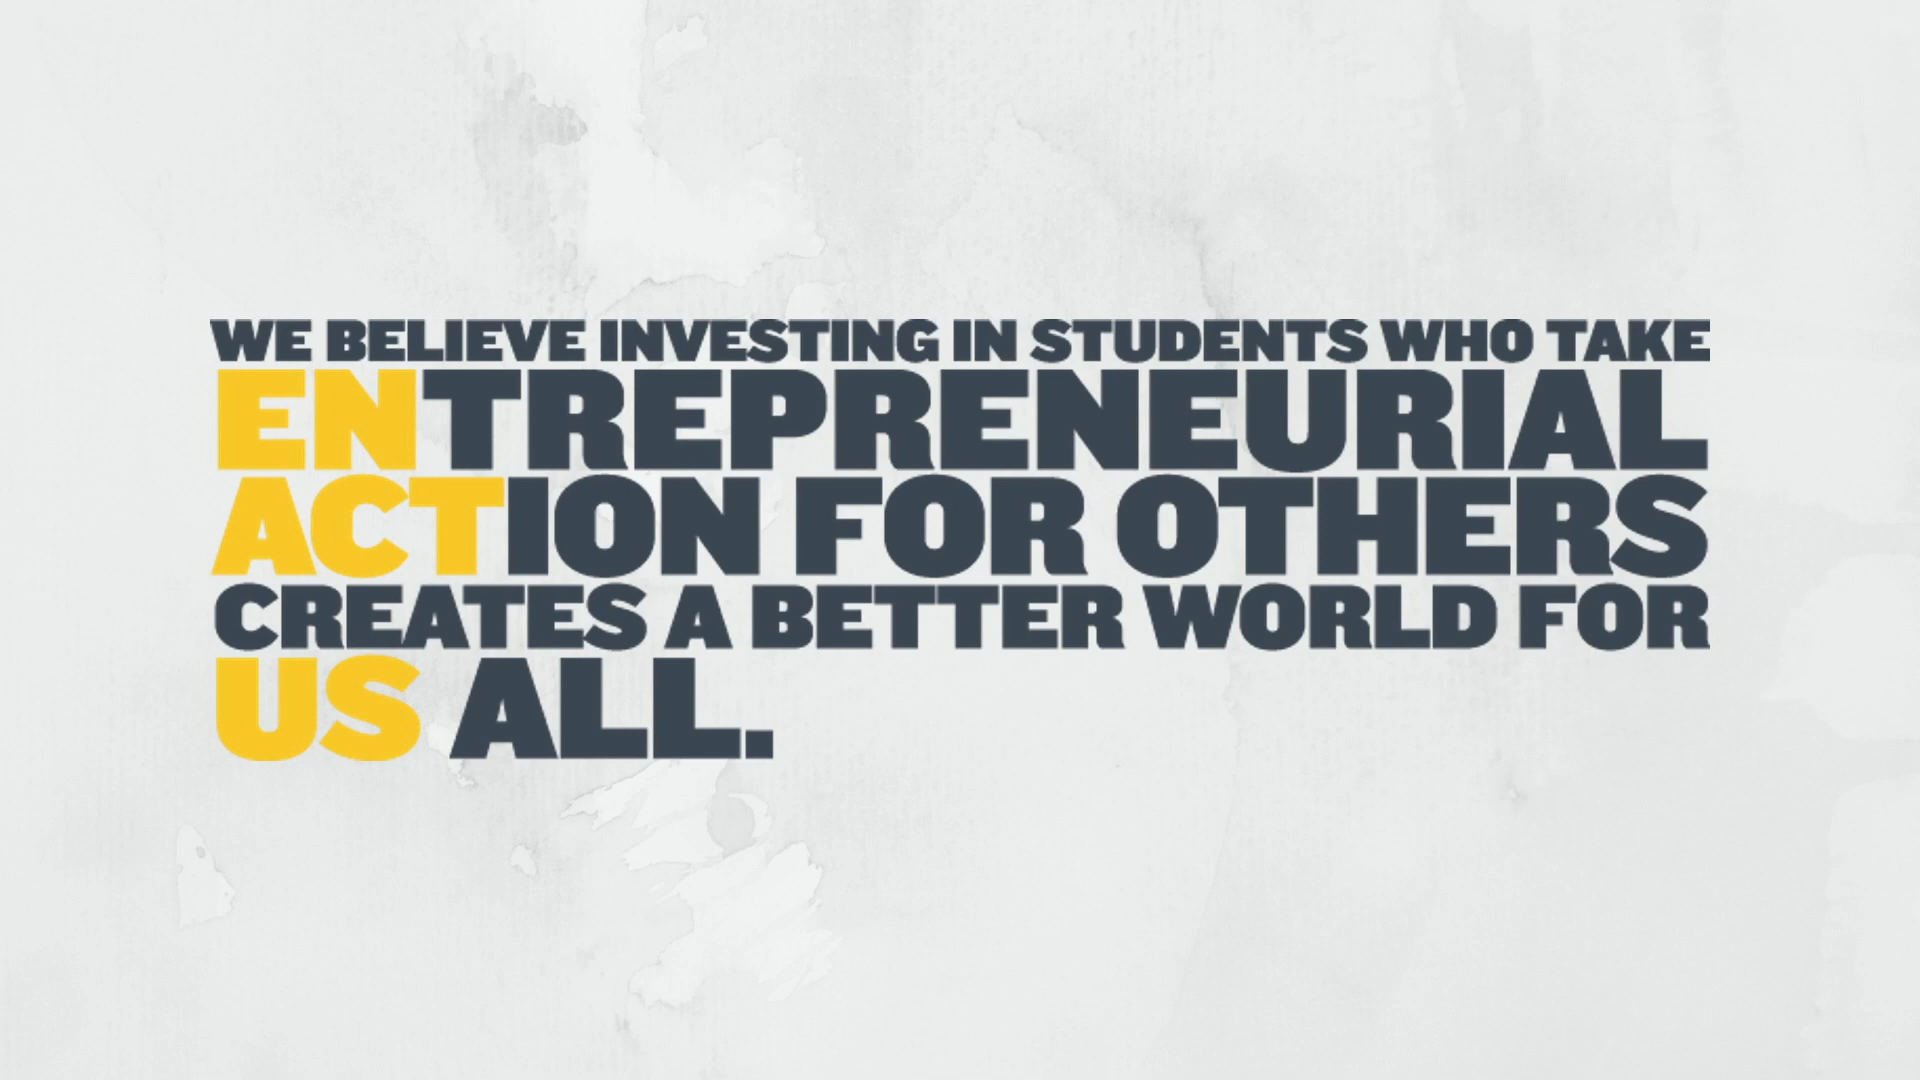 WE BELIEVE INVESTING IN STUDENTS WHO TAKE
ENTREPRENEURIAL
ACTION FOR OTHERS
CREATES A BETTER WORLD FOR
US ALL.